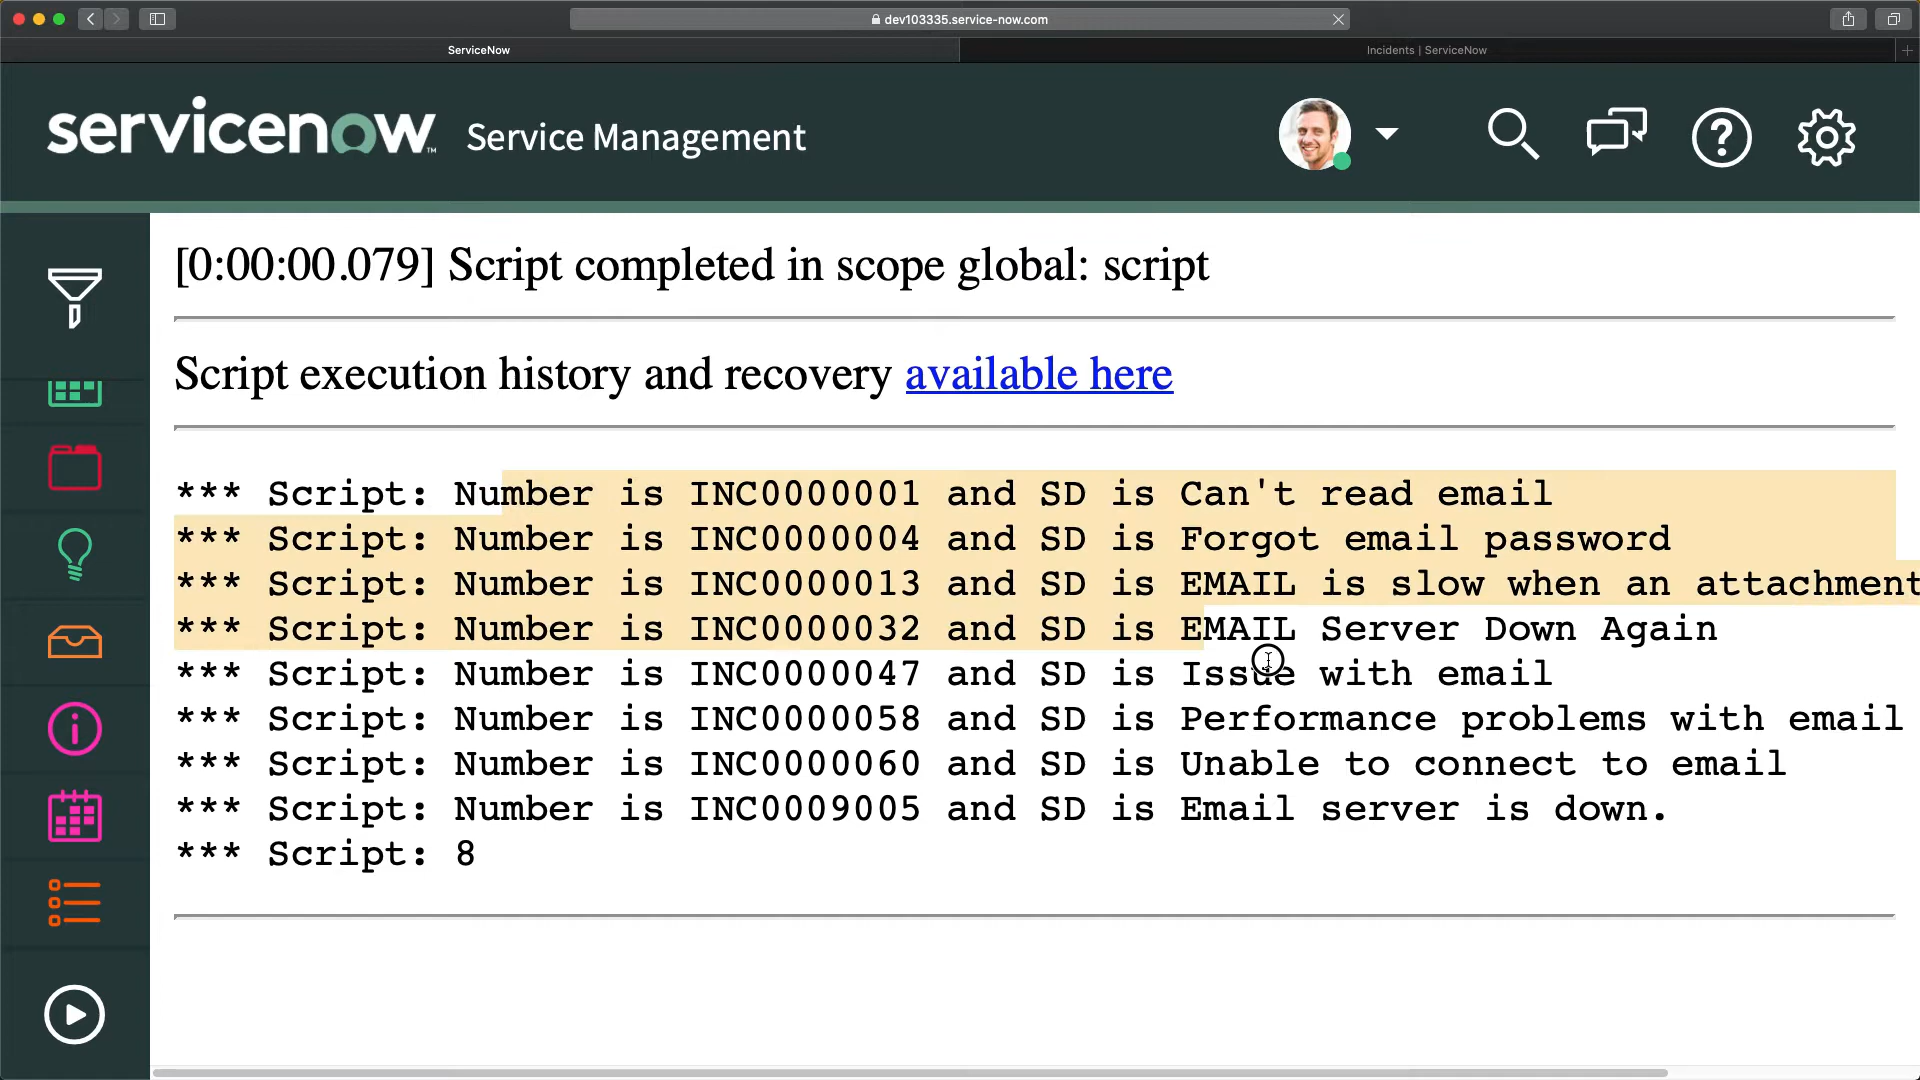 dev103335.service-now.com
ServiceNow
Incidents | ServiceNow
servicenow™ Service Management
[0:00:00.079] Script completed in scope global: script
Script execution history and recovery available here
*** Script: Number is INC0000001 and SD is Can't read email
*** Script: Number is INC0000004 and SD is Forgot email password
*** Script: Number is INC0000013 and SD is EMAIL is slow when an attachment
*** Script: Number is INC0000032 and SD is EMAIL Server Down Again
*** Script: Number is INC0000047 and SD is Issue with email
*** Script: Number is INC0000058 and SD is Performance problems with email
*** Script: Number is INC0000060 and SD is Unable to connect to email
*** Script: Number is INC0009005 and SD is Email server is down.
*** Script: 8